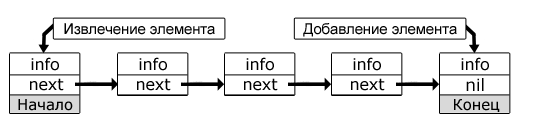 Извлечение элемента
Добавление элемента
info
info
info
info
info
next
next
next
next
nil
Начало
Конец